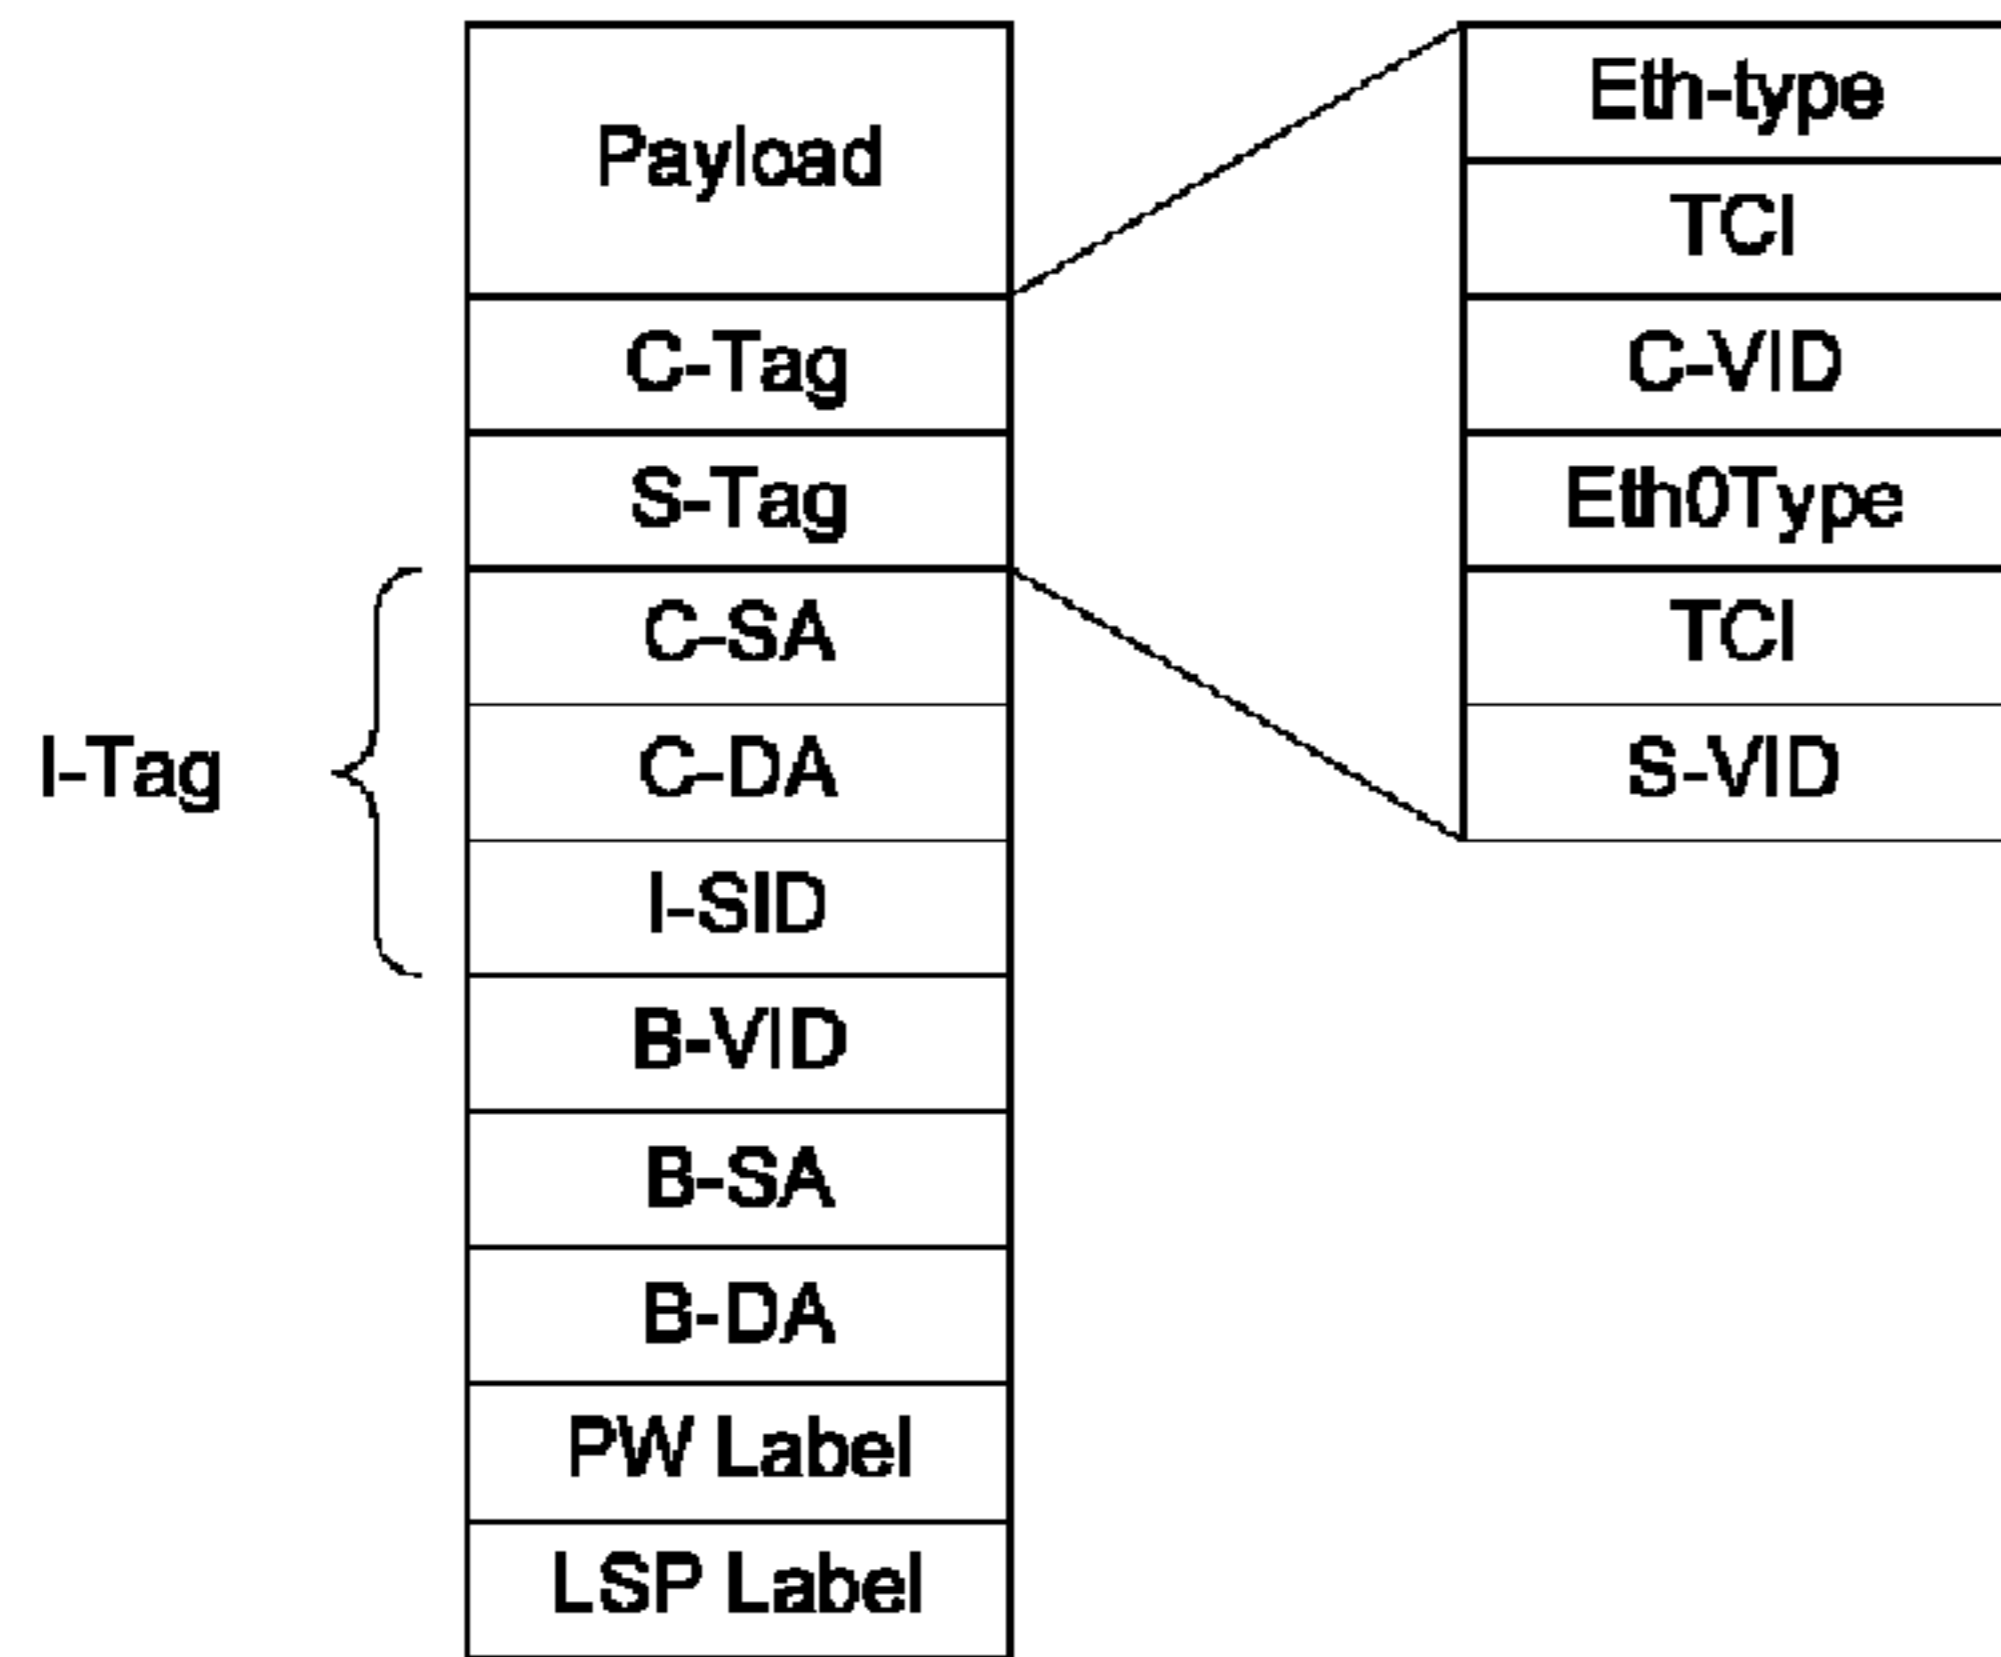 Payload
C-Tag
S-Tag
C-SA
C-DA
I-SID
B-VID
B-SA
B-DA
PW Label
LSP Label
I-Tag
Eth-type
TCI
C-VID
Eth0Type
TCI
S-VID